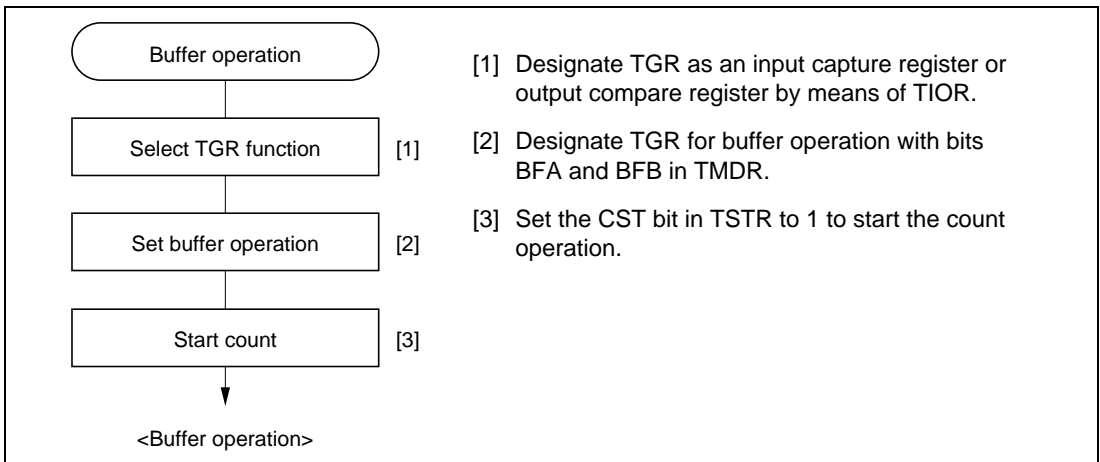 Buffer operation
Select TGR function
[1]
Set buffer operation
[2]
Start count
[3]
<Buffer operation>
[1] Designate TGR as an input capture register or
output compare register by means of TIOR.
[2] Designate TGR for buffer operation with bits
BFA and BFB in TMDR.
[3] Set the CST bit in TSTR to 1 to start the count
operation.